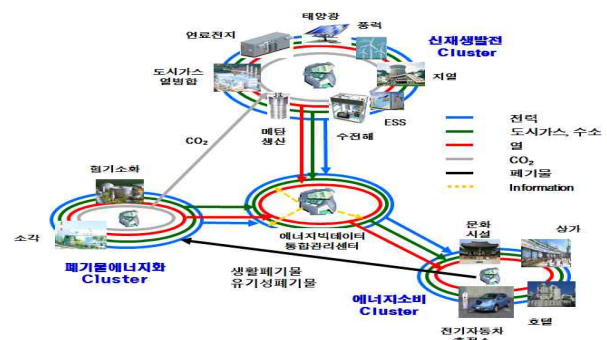 태양광
연료전지
풍력
신재생발전
Cluster
도시가스
열병합
지열
ESS
메탄
생산
수전해
CO₂
전력
도시가스, 수소
열
CO₂
폐기물
Information
혐기소화
소각
폐기물에너지화
Cluster
에너지빅데이터
통합관리센터
생활폐기물
유기성폐기물
문화
시설
상가
에너지소비
Cluster
전기자동차
호텔